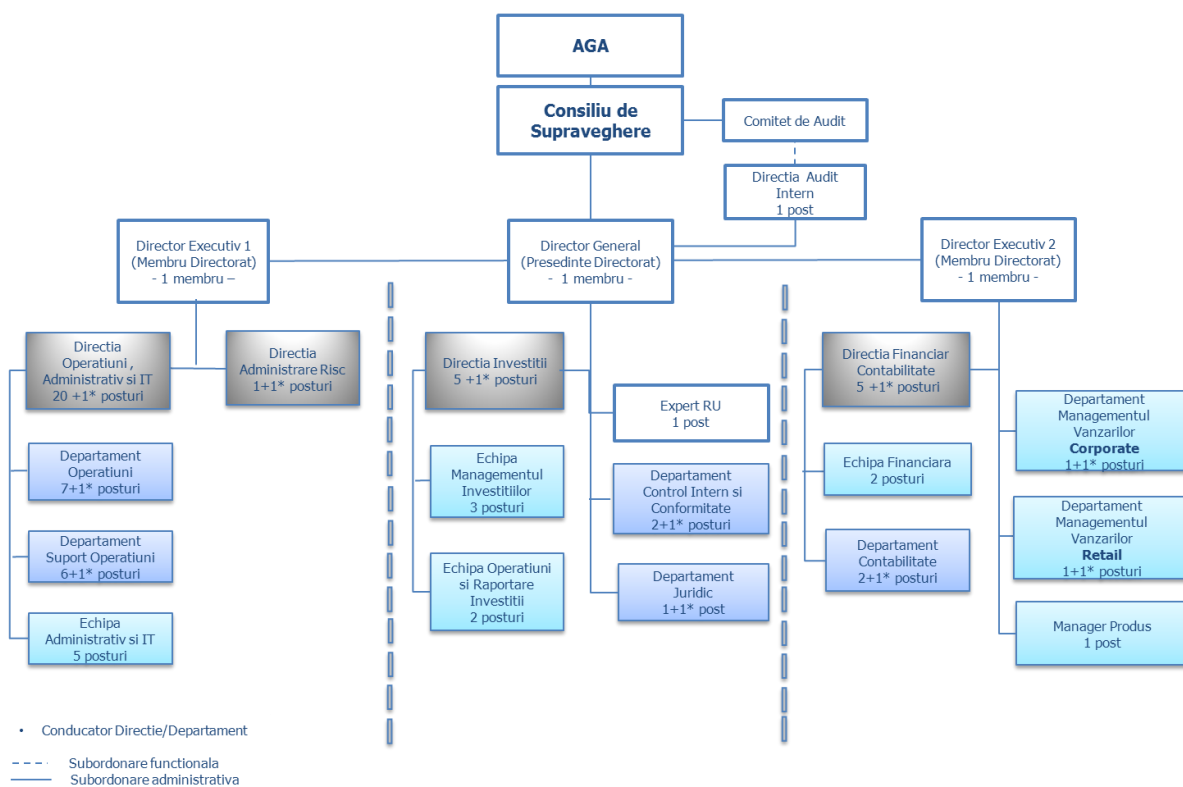 AGA
Consiliu de
Supraveghere
Comitet de Audit
Directia Audit
Intern
1 post
Director Executiv 1
(Membru Directorat)
- 1 membru –
Director General
(Presedinte Directorat)
- 1 membru -
Director Executiv 2
(Membru Directorat)
- 1 membru -
Directia
Operatiuni ,
Administrativ si IT
20 +1* posturi
Directia
Administrare Risc
1+1* posturi
Departament
Operatiuni
7+1* posturi
Departament
Suport Operatiuni
6+1* posturi
Echipa
Administrativ si IT
5 posturi
Directia Investitii
5 +1* posturi
Expert RU
1 post
Echipa
Managementul
Investitiilor
3 posturi
Departament
Control Intern si
Conformitate
2+1* posturi
Echipa Operatiuni
si Raportare
Investitii
2 posturi
Departament
Juridic
1+1* post
Directia Financiar
Contabilitate
5 +1* posturi
Departament
Managementul
Vanzarilor
Corporate
1+1* posturi
Echipa Financiara
2 posturi
Departament
Managementul
Vanzarilor
Retail
1+1* posturi
Departament
Contabilitate
2+1* posturi
Manager Produs
1 post
• Conducator Directie/Departament
Subordonare functionala
Subordonare administrativa